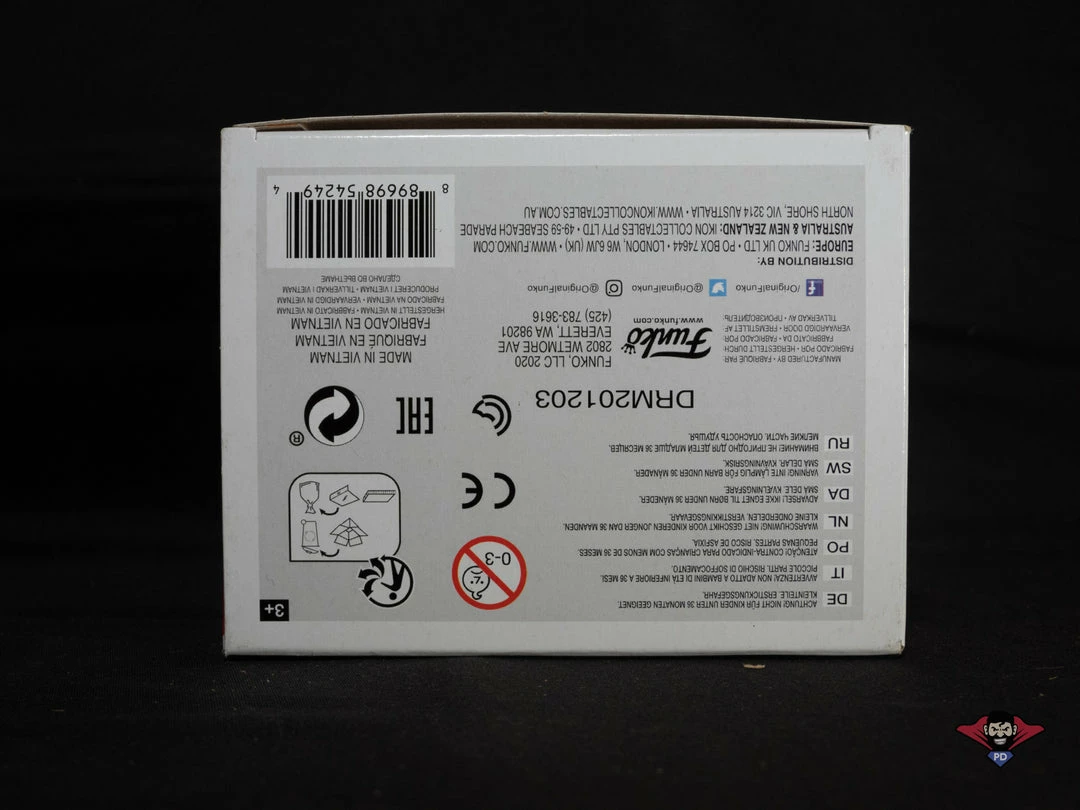 3+
DE
ACHTUNG! NICHT FÜR KINDER UNTER 36 MONATEN GEEIGNET.
KLEINTEILE. ERSTICKUNGSGEFAHR.
IT
AVVERTENZA! NON ADATTO A BAMBINI DI ETÀ INFERIORE A 36 MESI.
PICCOLE PARTI. RISCHIO DI SOFFOCAMENTO.
PO
ATENÇÃO! CONTRA-INDICADO PARA CRIANÇAS COM MENOS DE 36 MESES.
PEQUENAS PARTES. RISCO DE ASFIXIA.
NL
WAARSCHUWING! NIET GESCHIKT VOOR KINDEREN JONGER DAN 36 MAANDEN.
KLEINE ONDERDELEN. VERSTIKKINGSGEVAAR.
DA
ADVARSEL! IKKE EGNET TIL BØRN UNDER 36 MÅNEDER.
SMÅ DELE. KVÆLNINGSFARE.
SW
VARNING! INTE LÄMPLIG FÖR BARN UNDER 36 MÅNADER.
SMÅ DELAR. KVÄVNINGSRISK.
RU
ВНИМАНИЕ! НЕ ПРИГОДНО ДЛЯ ДЕТЕЙ МЛАДШЕ 36 МЕСЯЦЕВ.
МЕЛКИЕ ЧАСТИ. ОПАСНОСТЬ УДУШЬЯ.
0-3
CE
EAC
®
DRM201203
MANUFACTURED BY • FABRIQUÉ PAR:
FABRICADO POR • HERGESTELLT DURCH:
FABRICATO DA • FABRICADO POR:
VERVAARDIGD DOOR • FREMSTILLET AF:
TILLVERKAD AV • ПРОИЗВОДИТЕЛЬ:
Funko
www.funko.com
FUNKO, LLC 2020
2802 WETMORE AVE
EVERETT, WA 98201
(425) 783-3616
MADE IN VIETNAM
FABRIQUÉ EN VIETNAM
FABRICADO EN VIETNAM
HERGESTELLT IN VIETNAM • FABBRICATO IN VIETNAM
FABRICADO NA VIETNAM • VERVAARDIGD IN VIETNAM
PRODUCERET I VIETNAM • TILLVERKAD I VIETNAM
СДЕЛАНО ВО ВЬЕТНАМЕ
f /OriginalFunko @OriginalFunko @OriginalFunko
DISTRIBUTION BY:
EUROPE: FUNKO UK LTD • PO BOX 74644 • LONDON, W6 6JW (UK) • WWW.FUNKO.COM
AUSTRALIA & NEW ZEALAND: IKON COLLECTABLES PTY LTD • 49-59 SEABEACH PARADE
NORTH SHORE, VIC 3214 AUSTRALIA • WWW.IKONCOLLECTABLES.COM.AU
8 89698 54249 4
PD